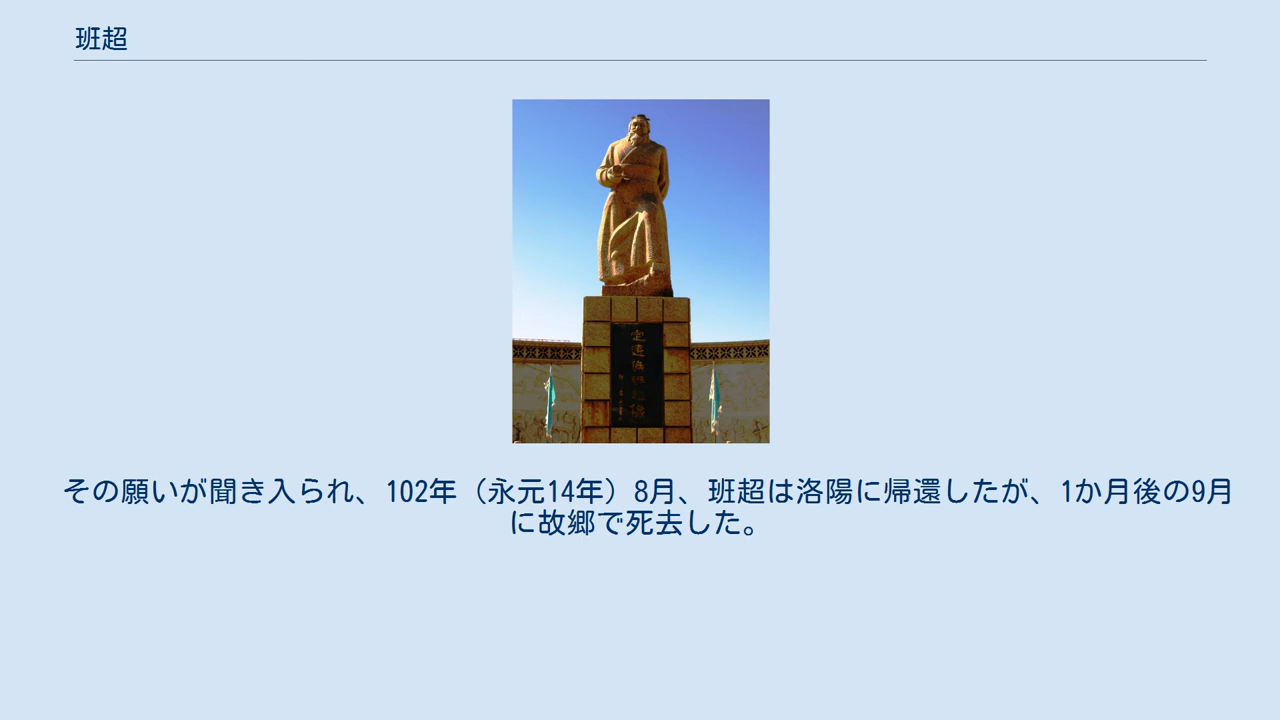 班超
その願いが聞き入られ、102年（永元14年）8月、班超は洛陽に帰還したが、1か月後の9月
に故郷で死去した。